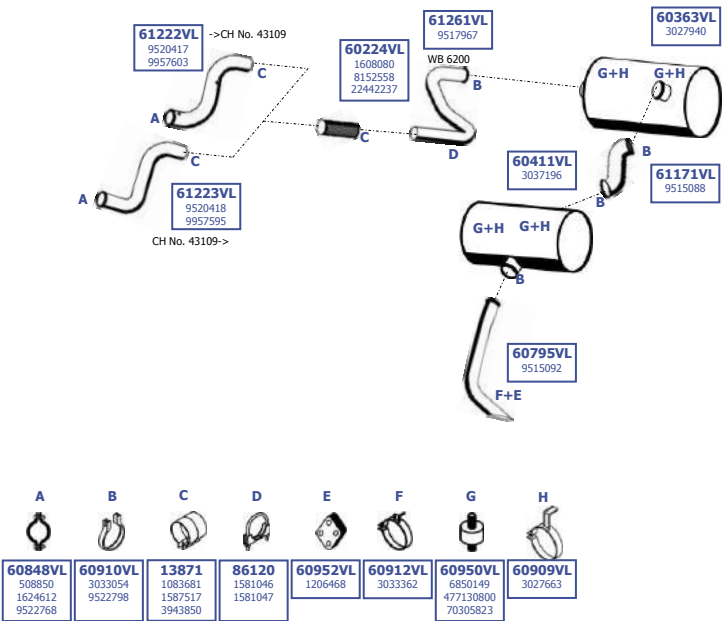 61222VL
9520417
9957603
->CH No. 43109
C
A
60224VL
1608080
8152558
22442237
61261VL
9517967
WB 6200
B
60363VL
3027940
G+H
G+H
C
D
B
C
A
61223VL
9520418
9957595
CH No. 43109->
60411VL
3037196
61171VL
9515088
B
G+H
G+H
B
60795VL
9515092
F+E
A
B
C
D
E
F
G
H
60848VL
508850
1624612
9522768
60910VL
3033054
9522798
13871
1083681
1587517
3943850
86120
1581046
1581047
60952VL
1206468
60912VL
3033362
60950VL
6850149
477130800
70305823
60909VL
3027663